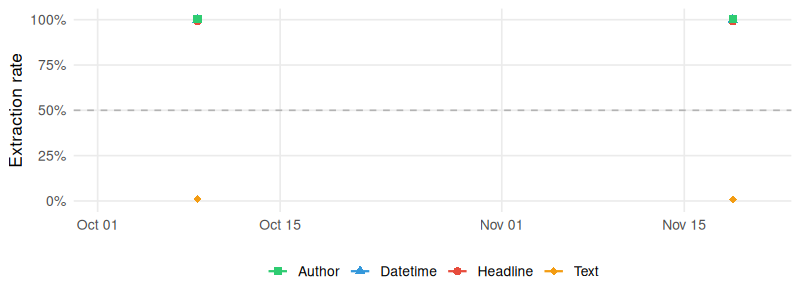 Extraction rate
100%
75%
50%
25%
0%
Oct 01 Oct 15 Nov 01 Nov 15
Author Datetime Headline Text